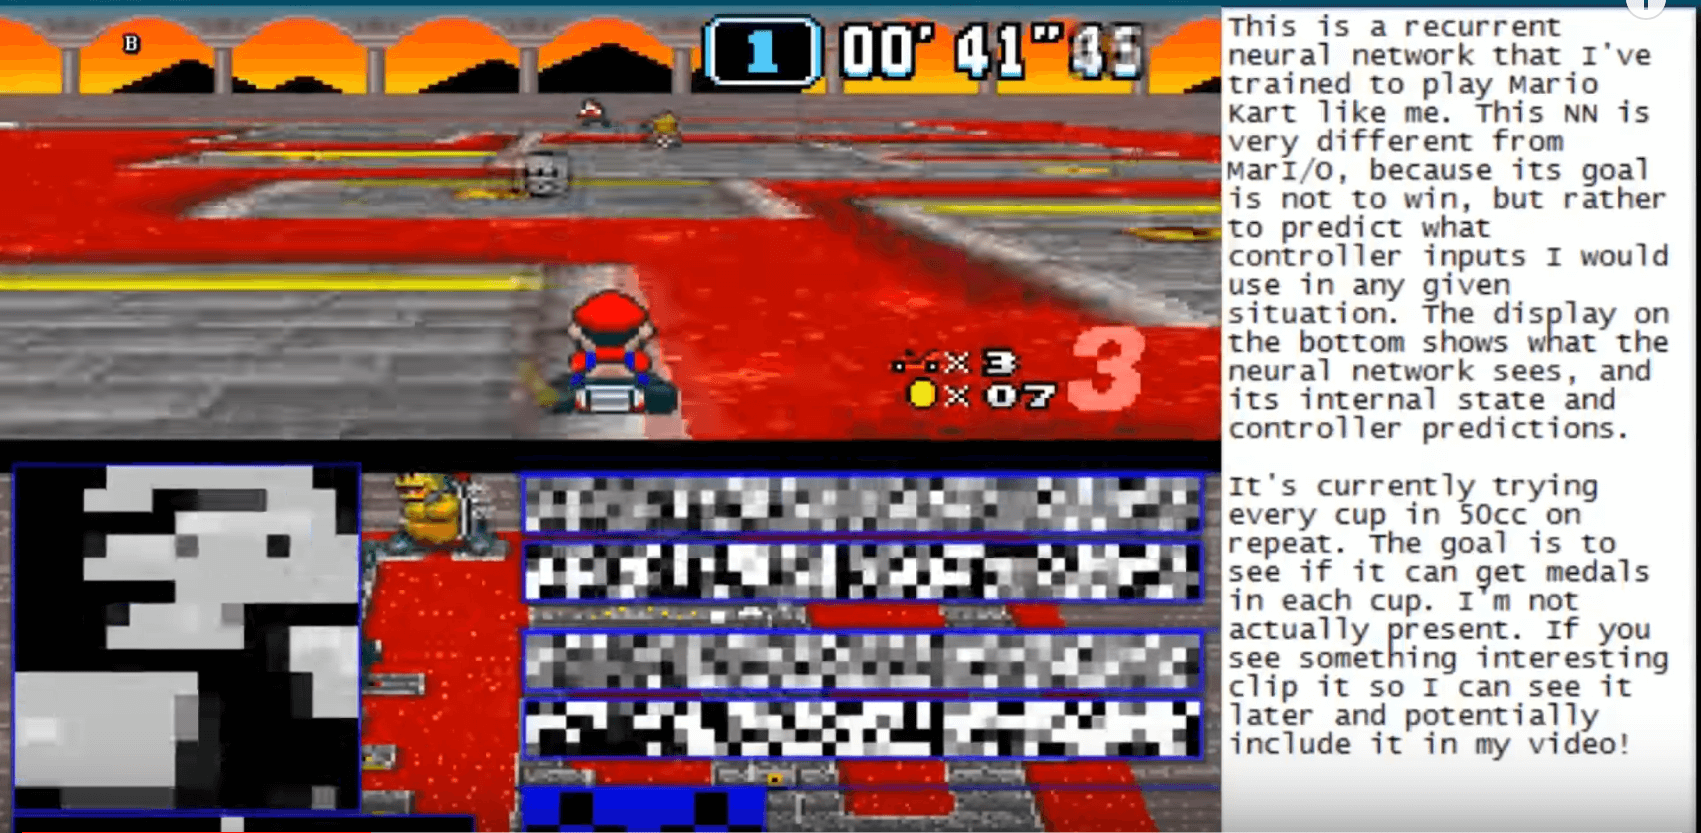 B
1 00' 41"
× 3
× 07
3
This is a recurrent
neural network that I've
trained to play Mario
Kart like me. This NN is
very different from
MarI/O, because its goal
is not to win, but rather
to predict what
controller inputs I would
use in any given
situation. The display on
the bottom shows what the
neural network sees, and
its internal state and
controller predictions.
It's currently trying
every cup in 50cc on
repeat. The goal is to
see if it can get medals
in each cup. I'm not
actually present. If you
see something interesting
clip it so I can see it
later and potentially
include it in my video!